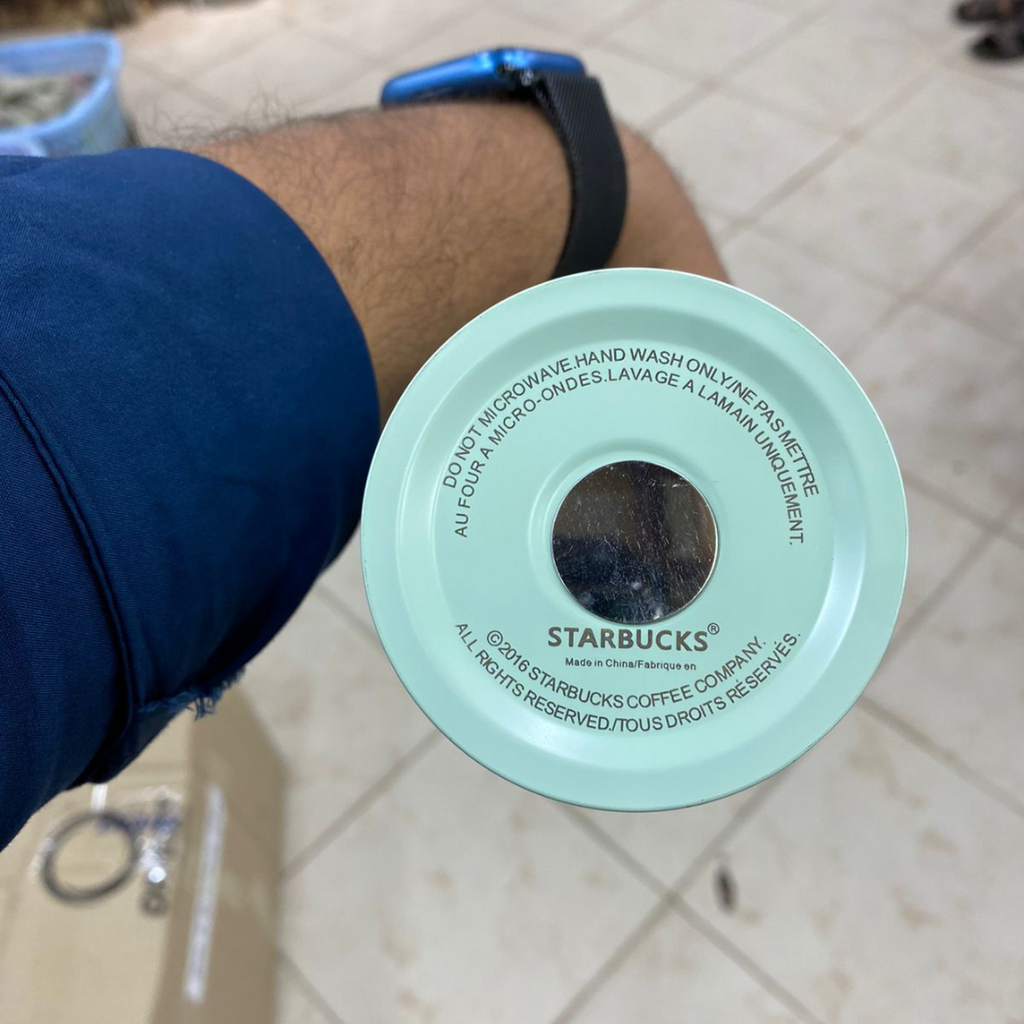 DO NOT MICROWAVE.HAND WASH ONLY/NE PAS METTRE
AU FOUR A MICRO-ONDES.LAVAGE A LAMAIN UNIQUEMENT.
STARBUCKS®
Made in China/Fabrique en
©2016 STARBUCKS COFFEE COMPANY.
ALL RIGHTS RESERVED./TOUS DROITS RÉSERVÉS.